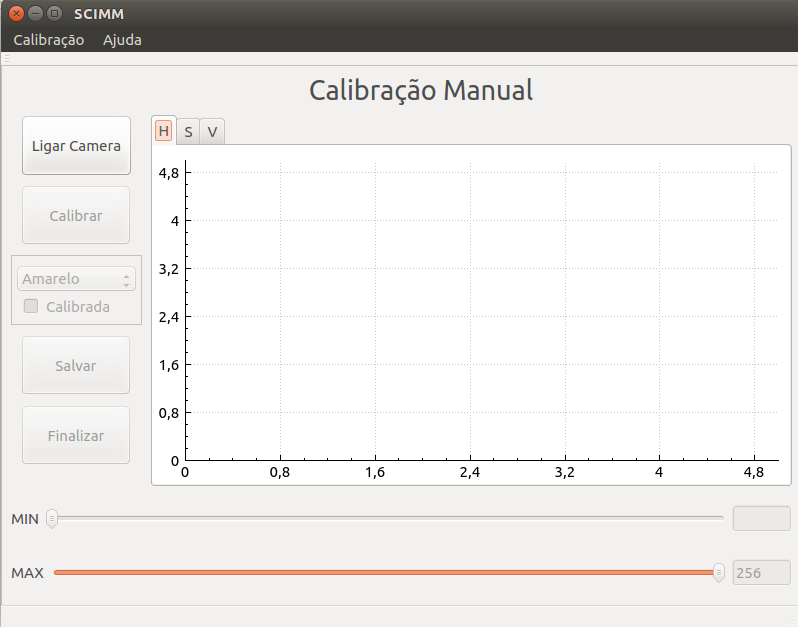 SCIMM
Calibração Ajuda
Calibração Manual
Ligar Camera
Calibrar
Amarelo
Calibrada
Salvar
Finalizar
H S V
4,8
4
3,2
2,4
1,6
0,8
0
0 0,8 1,6 2,4 3,2 4 4,8
MIN
MAX 256